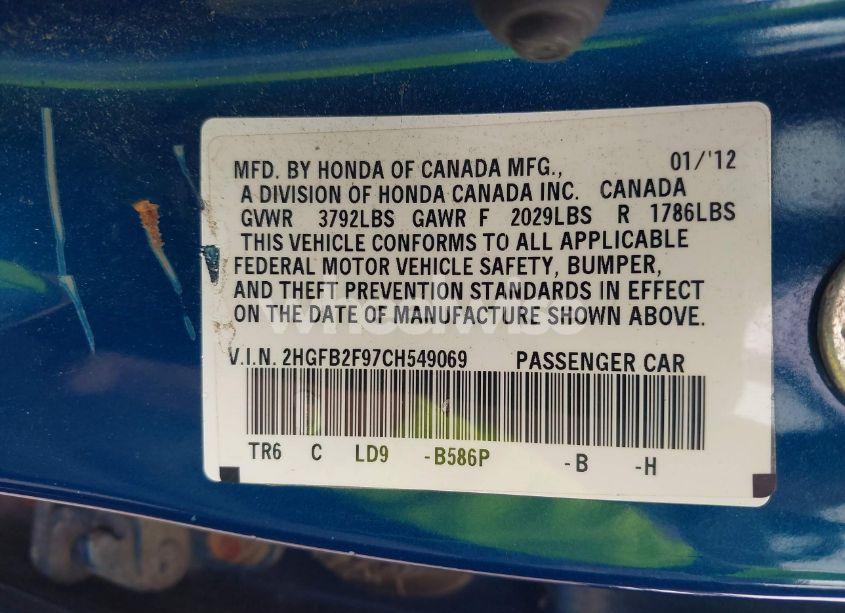 MFD. BY HONDA OF CANADA MFG., 01/'12
A DIVISION OF HONDA CANADA INC. CANADA
GVWR 3792LBS GAWR F 2029LBS R 1786LBS
THIS VEHICLE CONFORMS TO ALL APPLICABLE
FEDERAL MOTOR VEHICLE SAFETY, BUMPER,
AND THEFT PREVENTION STANDARDS IN EFFECT
ON THE DATE OF MANUFACTURE SHOWN ABOVE.
V.I.N. 2HGFB2F97CH549069 PASSENGER CAR
TR6 C LD9 -B586P -B -H